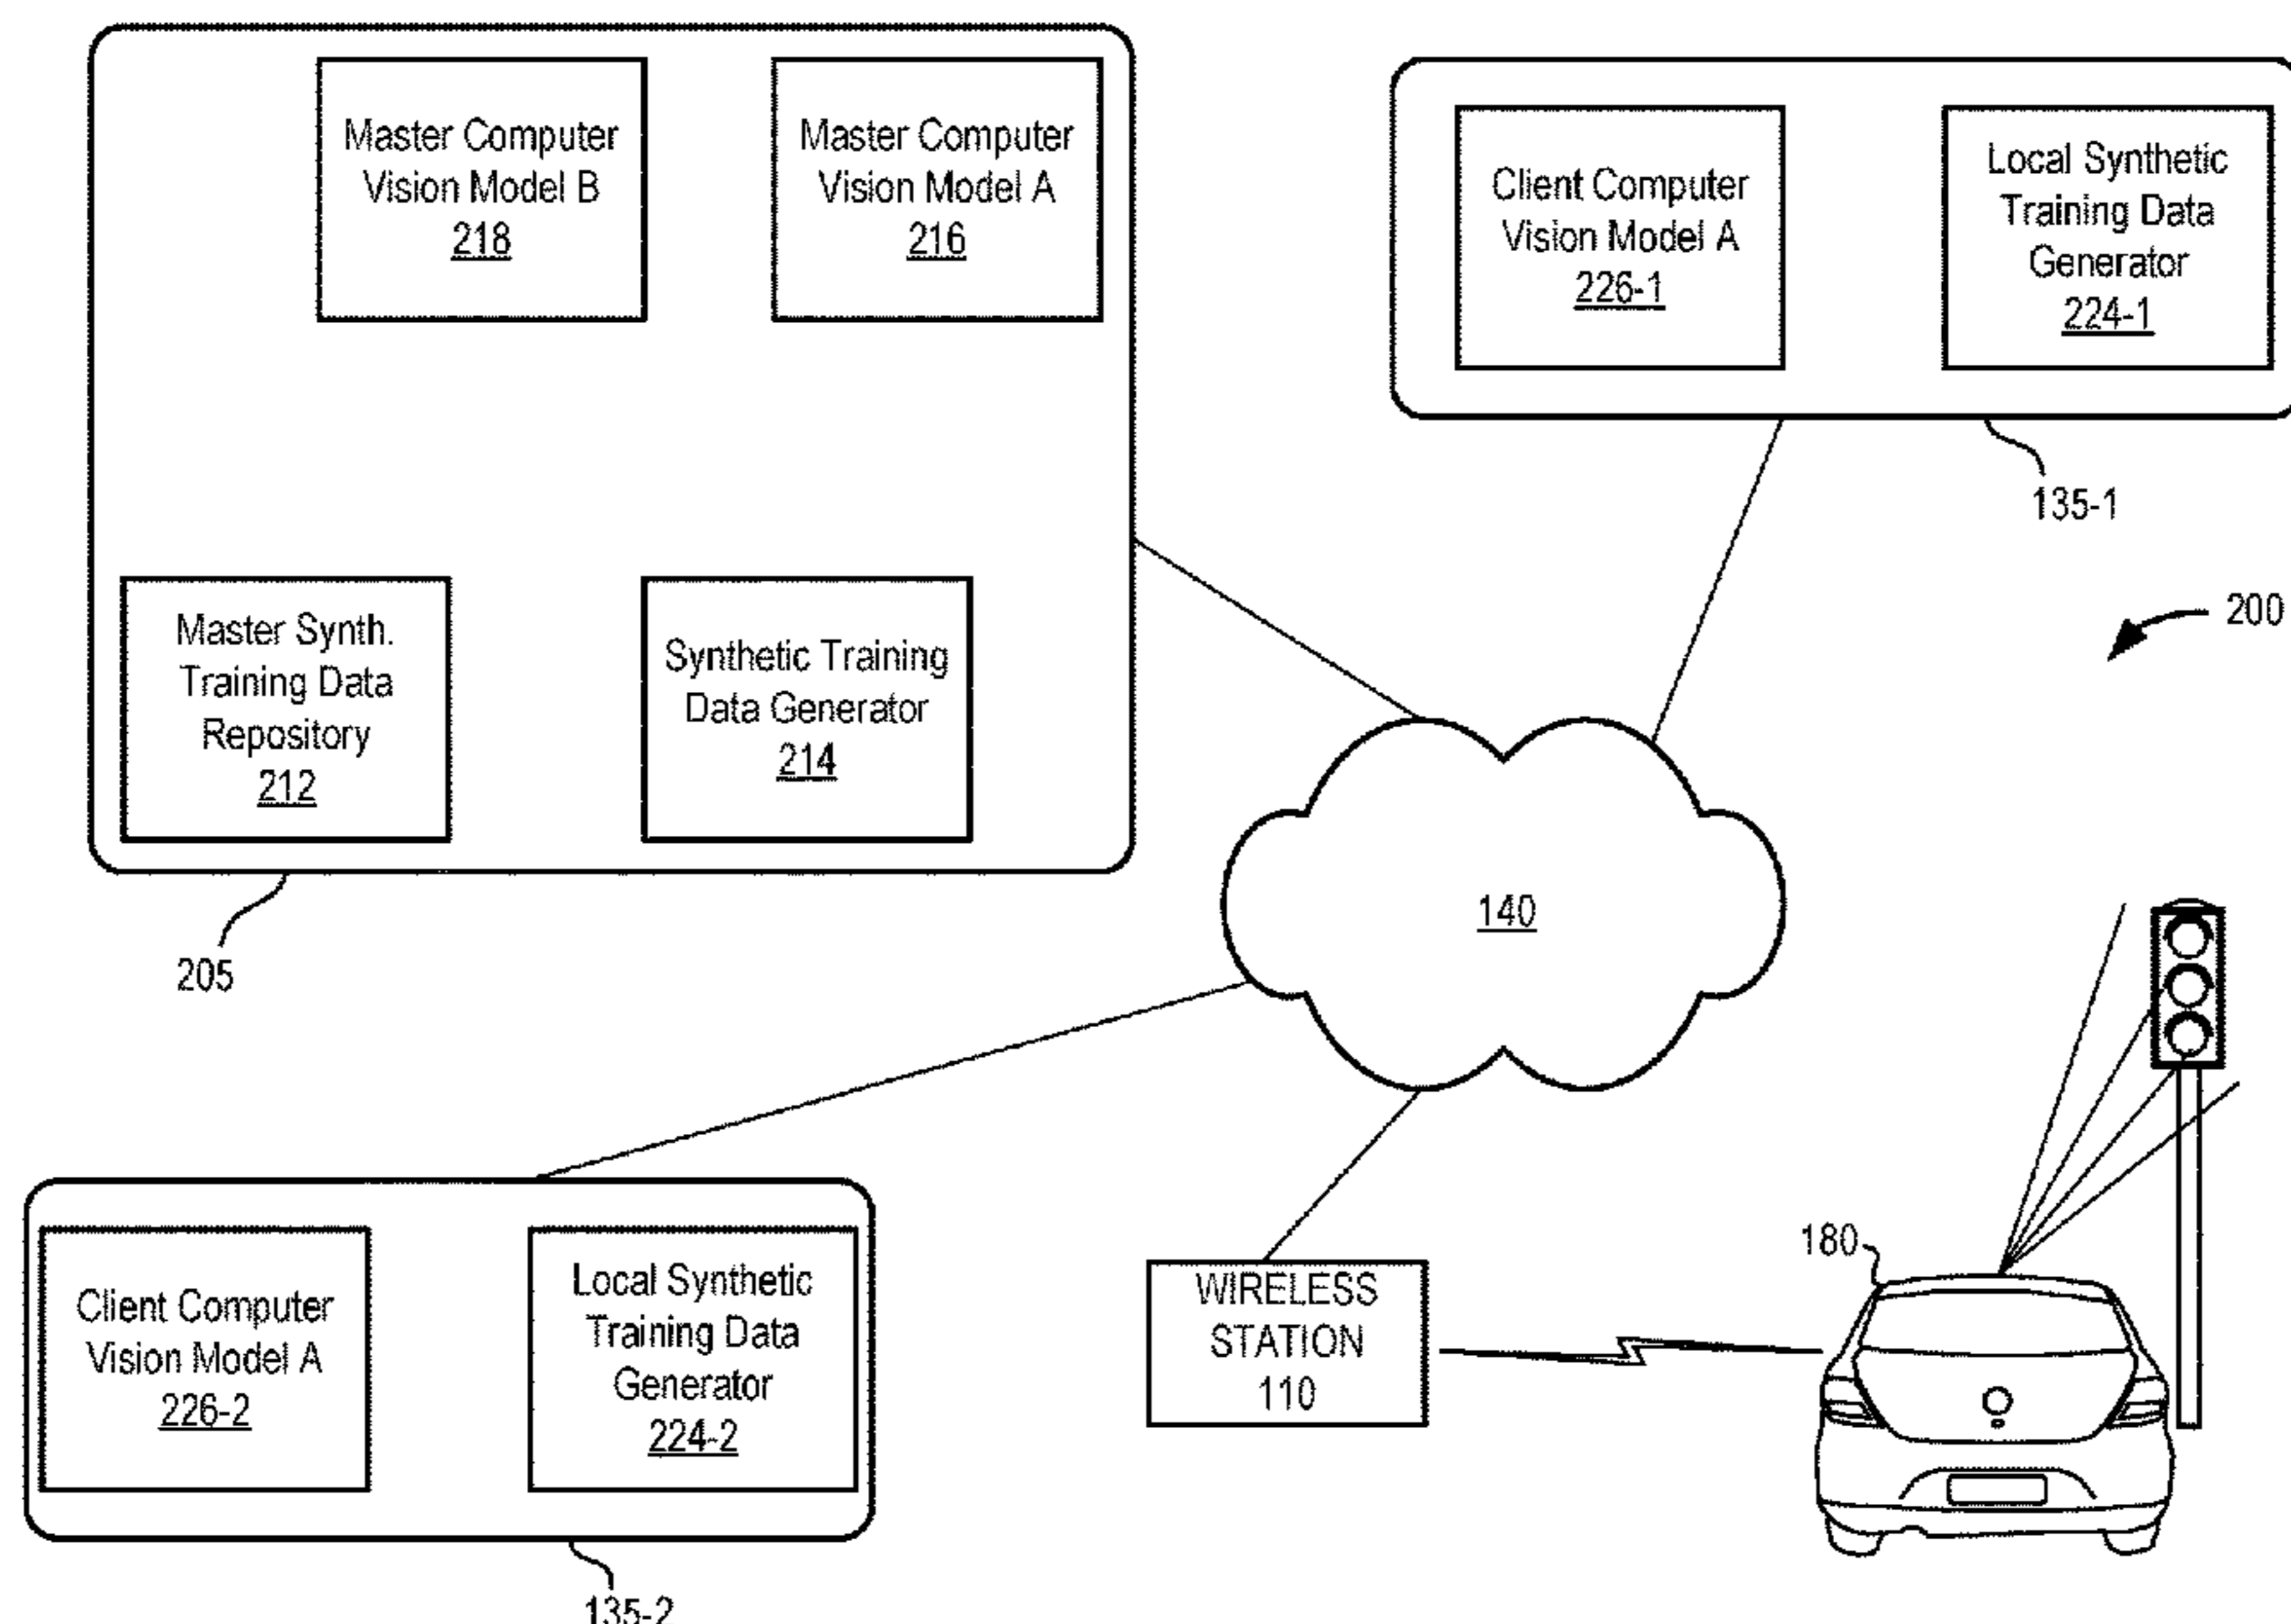 Master Computer
Vision Model B
218
Master Computer
Vision Model A
216
Client Computer
Vision Model A
226-1
Local Synthetic
Training Data
Generator
224-1
135-1
200
Master Synth.
Training Data
Repository
212
Synthetic Training
Data Generator
214
205
140
Client Computer
Vision Model A
226-2
Local Synthetic
Training Data
Generator
224-2
135-2
WIRELESS
STATION
110
180